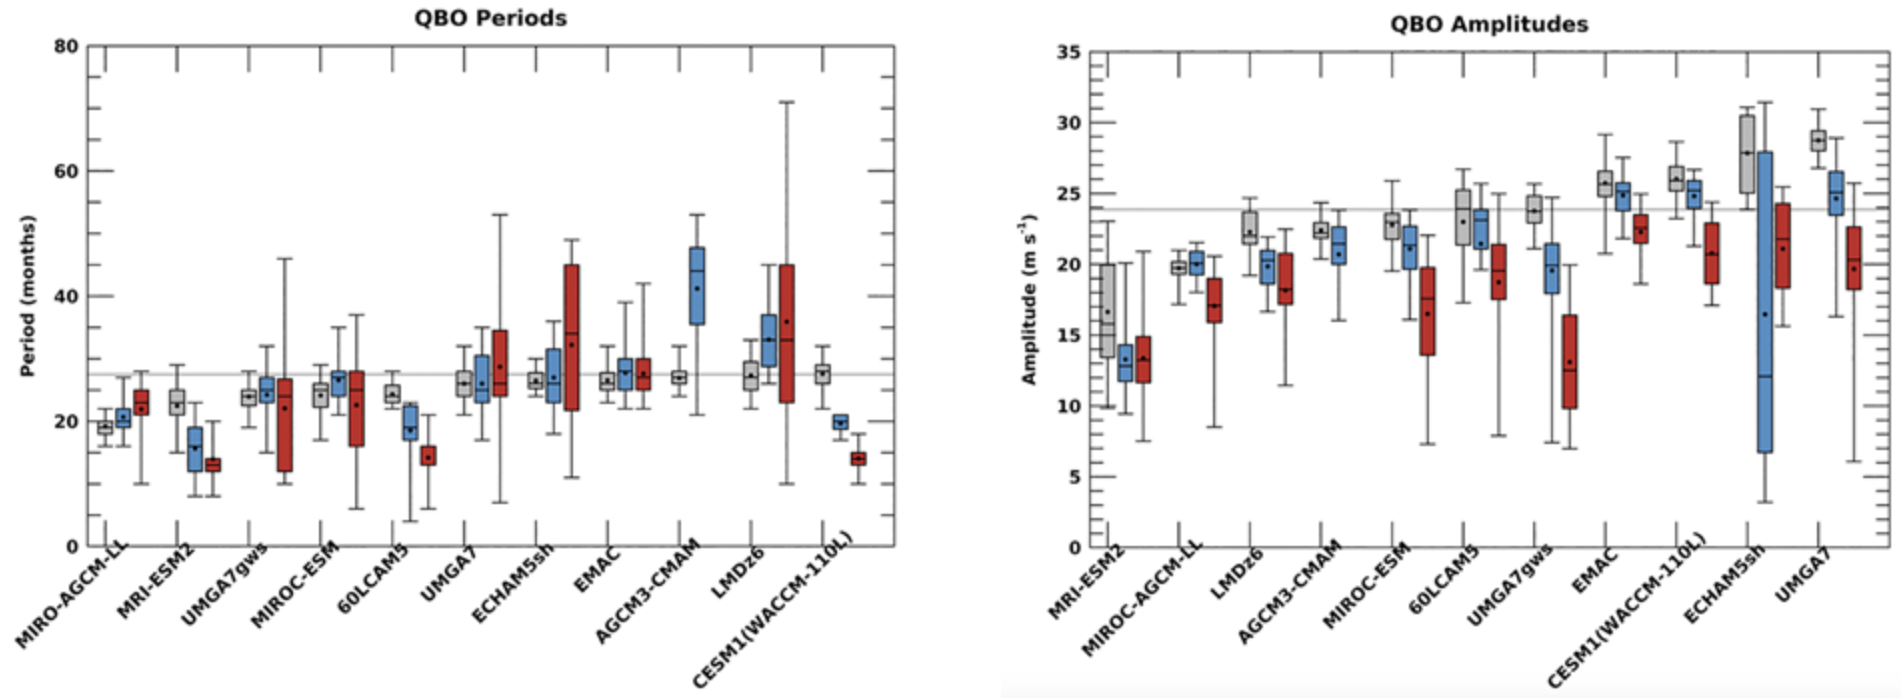 QBO Periods
80
60
40
20
0
Period (months)
MIRO-AGCM-LL
MRI-ESM2
UMGA7gws
MIROC-ESM
60LCAM5
UMGA7
ECHAM5sh
EMAC
AGCM3-CMAM
LMDz6
CESM1(WACCM-110L)
QBO Amplitudes
35
30
25
20
15
10
5
0
Amplitude (m s⁻¹)
MRI-ESM2
MIROC-AGCM-LL
LMDz6
AGCM3-CMAM
MIROC-ESM
60LCAM5
UMGA7gws
EMAC
CESM1(WACCM-110L)
ECHAM5sh
UMGA7